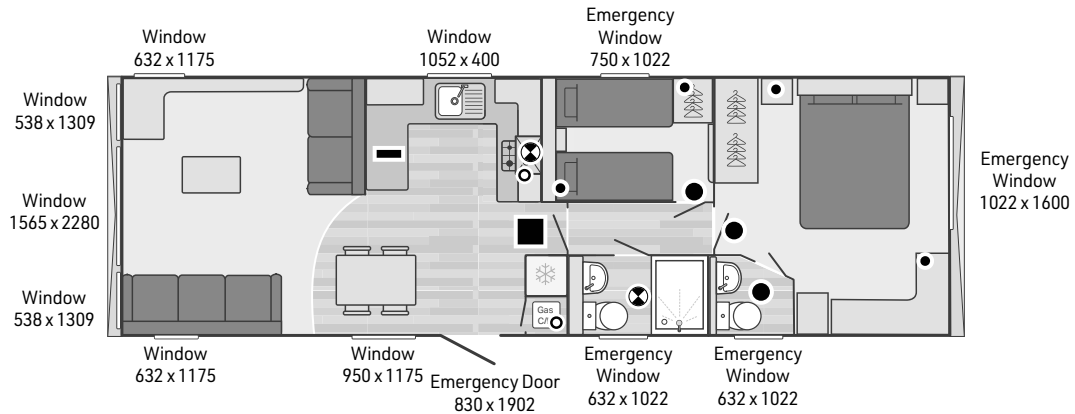 Emergency
Window
750 x 1022
Window
632 x 1175
Window
1052 x 400
Window
538 x 1309
Window
1565 x 2280
Window
538 x 1309
Emergency
Window
1022 x 1600
Gas
C/
Window
632 x 1175
Window
950 x 1175
Emergency Door
830 x 1902
Emergency
Window
632 x 1022
Emergency
Window
632 x 1022